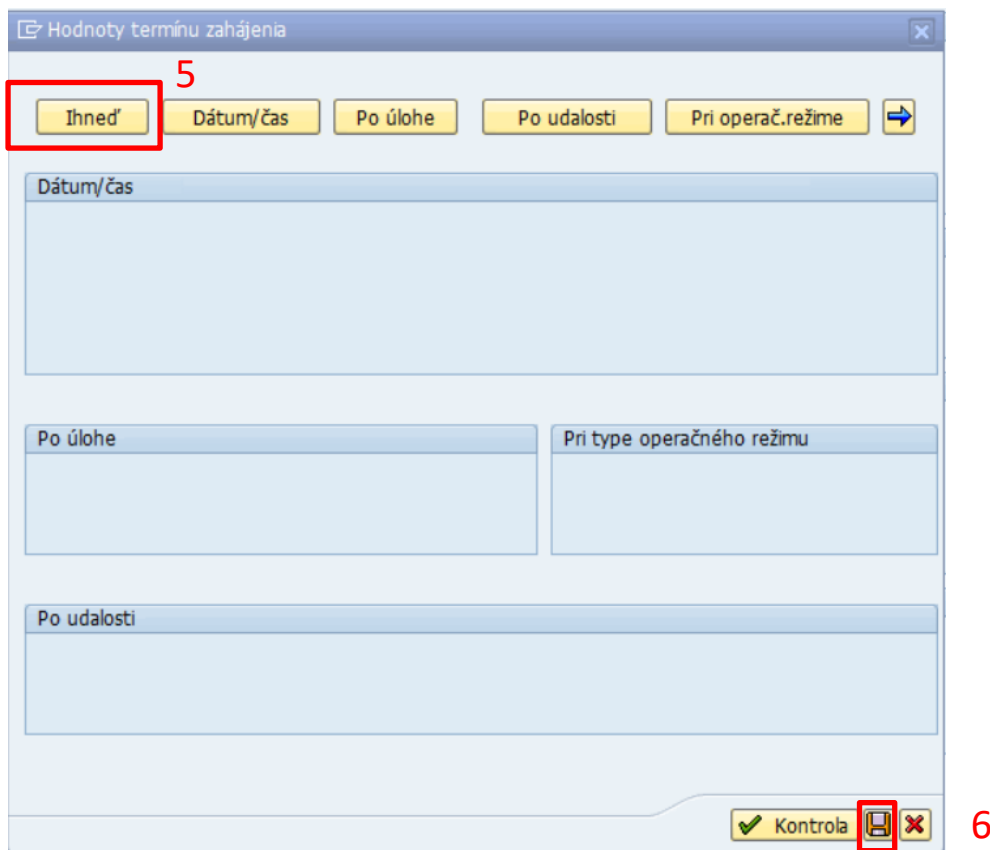 Hodnoty termínu zahájenia
5
Ihneď Dátum/čas Po úlohe Po udalosti Pri operač.režime
Dátum/čas
Po úlohe Pri type operačného režimu
Po udalosti
Kontrola 6